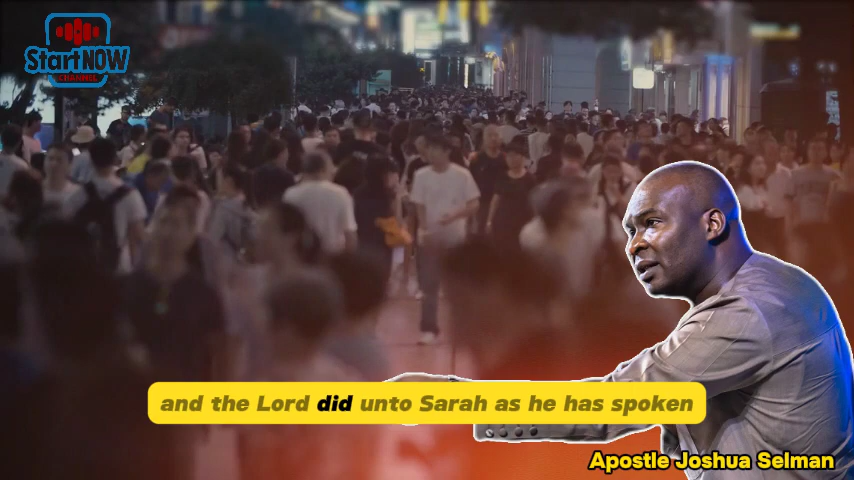 StartNOW
CHANNEL
and the Lord did unto Sarah as he has spoken
Apostle Joshua Selman